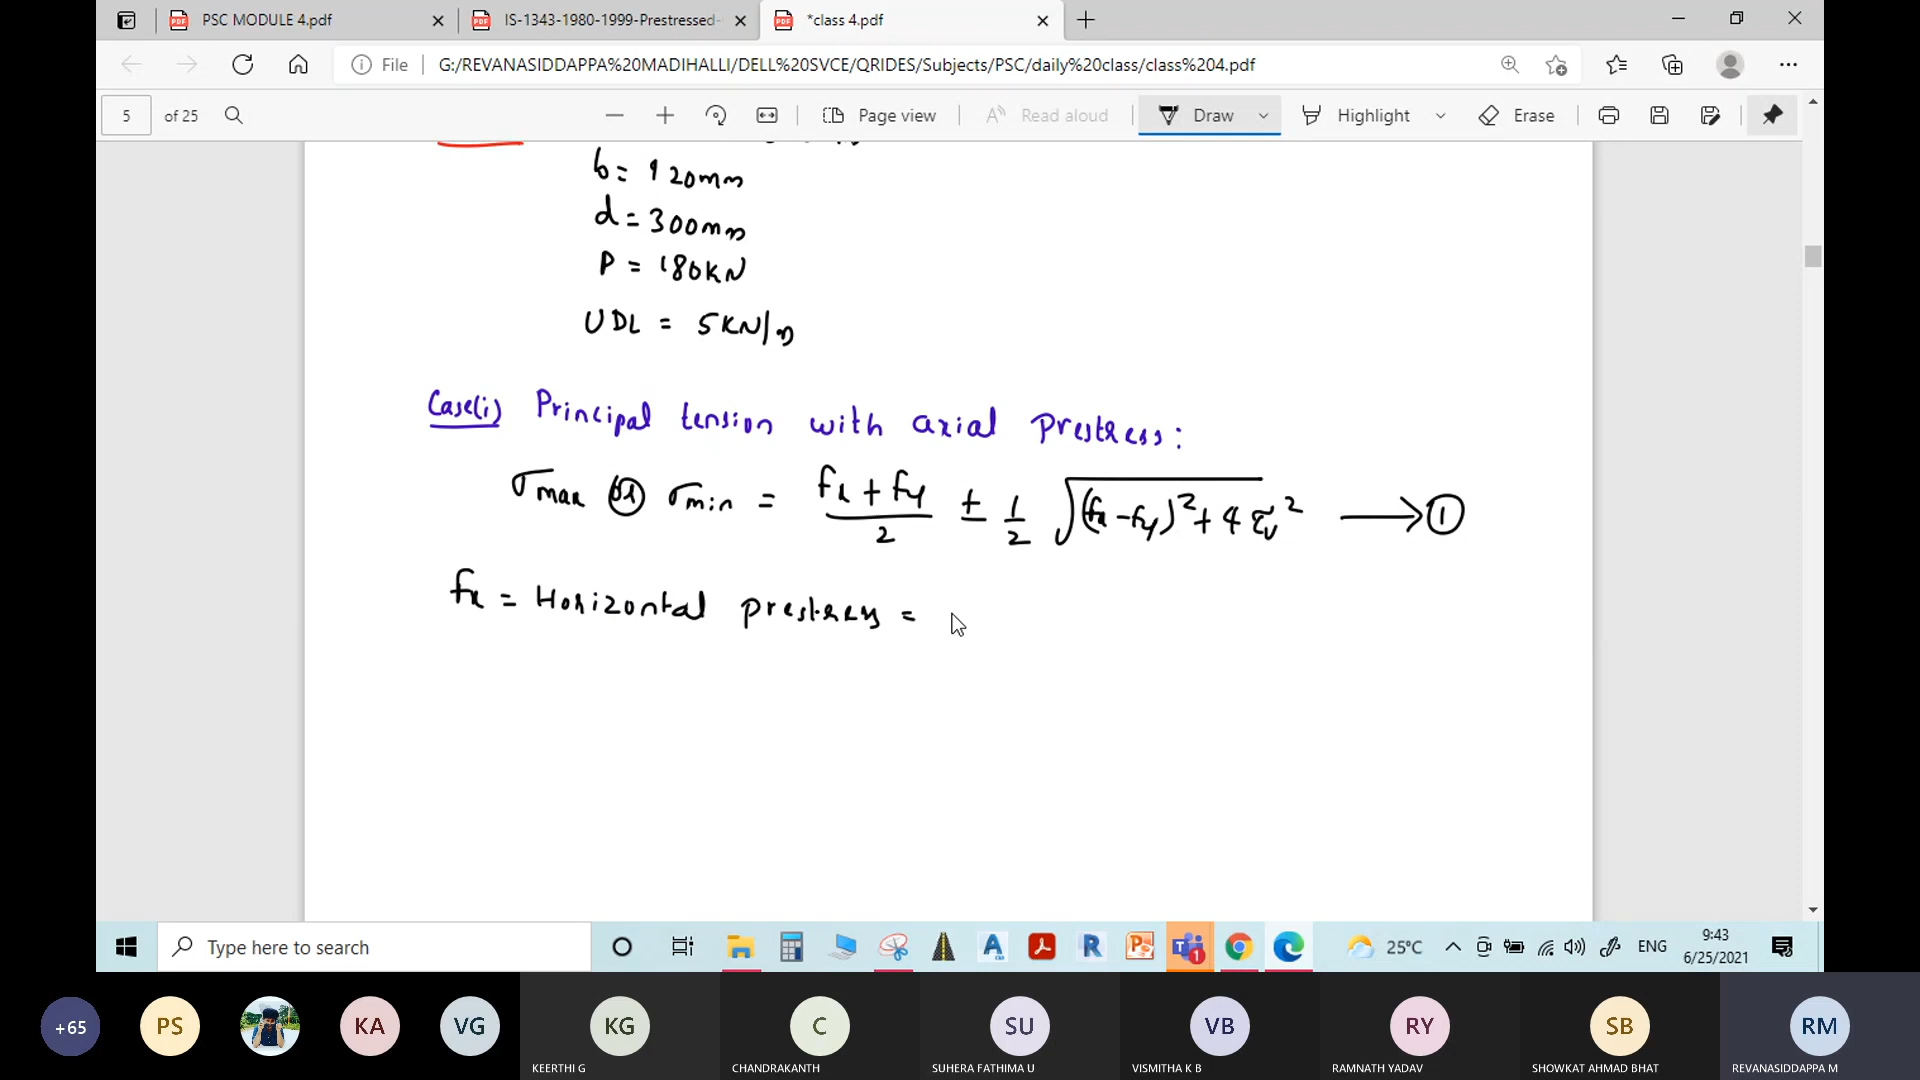 PSC MODULE 4.pdf
IS-1343-1980-1999-Prestressed-
*class 4.pdf
File
G:/REVANASIDDAPPA%20MADIHALLI/DELL%20SVCE/QRIDES/Subjects/PSC/daily%20class/class%204.pdf
5 of 25
Page view
Read aloud
Draw
Highlight
Erase
b = 120mm
d = 300mm
P = 180KN
UDL = 5KN/m
Case(i) Principal tension with axial Prestress:
σmax or σmin = (fx + fy)/2 ± 1/2 √(fx - fy)² + 4 τv² → ①
fx = Horizontal prestress =
Type here to search
25°C
ENG
9:43
6/25/2021
+65
PS
KA
VG
KG
C
SU
VB
RY
SB
RM
KEERTHI G
CHANDRAKANTH
SUHERA FATHIMA U
VISMITHA K B
RAMNATH YADAV
SHOWKAT AHMAD BHAT
REVANASIDDAPPA M